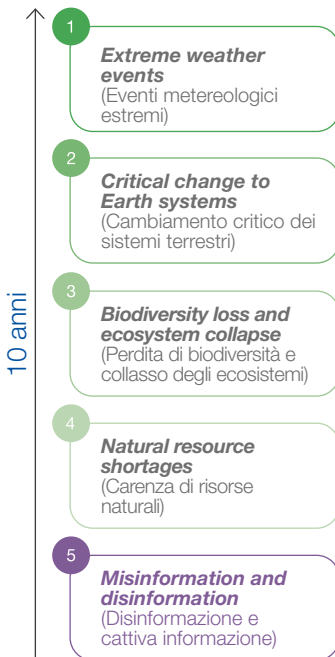 10 anni
1
Extreme weather
events
(Eventi metereologici
estremi)
2
Critical change to
Earth systems
(Cambiamento critico dei
sistemi terrestri)
3
Biodiversity loss and
ecosystem collapse
(Perdita di biodiversità e
collasso degli ecosistemi)
4
Natural resource
shortages
(Carenza di risorse
naturali)
5
Misinformation and
disinformation
(Disinformazione e
cattiva informazione)